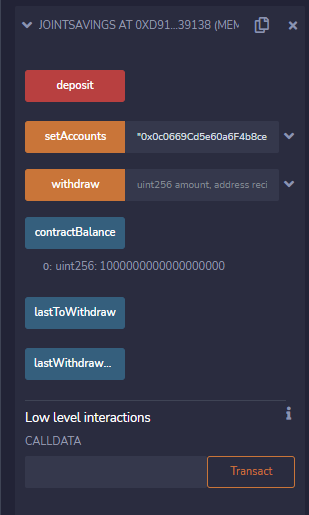 JOINTSAVINGS AT 0XD91...39138 (MEM
deposit
setAccounts "0x0c0669Cd5e60a6F4b8ce
withdraw uint256 amount, address reci
contractBalance
0: uint256: 1000000000000000000
lastToWithdraw
lastWithdraw...
Low level interactions
CALLDATA
Transact